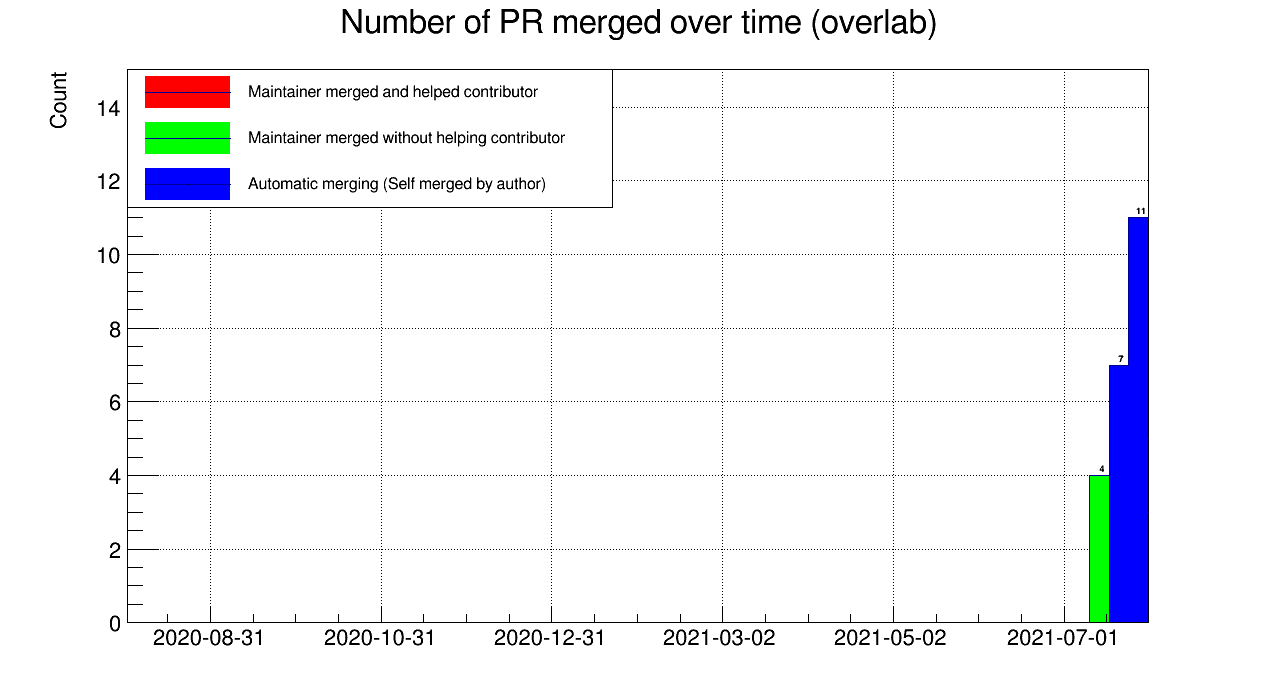 Number of PR merged over time (overlab)
Count
Maintainer merged and helped contributor
Maintainer merged without helping contributor
Automatic merging (Self merged by author)
14
12
10
8
6
4
2
0
4
7
11
2020-08-31 2020-10-31 2020-12-31 2021-03-02 2021-05-02 2021-07-01